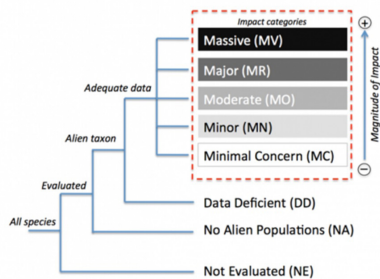 Impact categories
Massive (MV)
Major (MR)
Adequate data
Moderate (MO)
Magnitude of Impact
Minor (MN)
Alien taxon
Minimal Concern (MC)
Evaluated
Data Deficient (DD)
All species
No Alien Populations (NA)
Not Evaluated (NE)